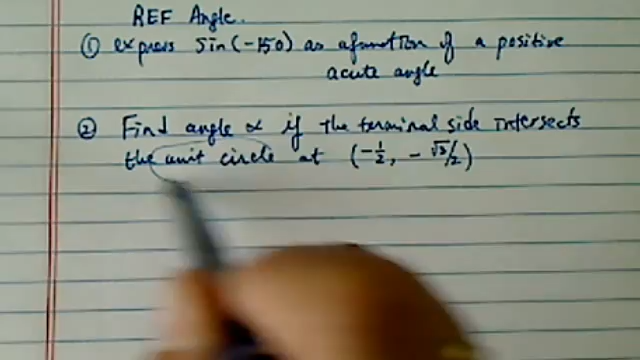 REF Angle.
① express sin(-150) as a function of a positive
acute angle
② Find angle α if the terminal side intersects
the unit circle at (-1/2, -√3/2)